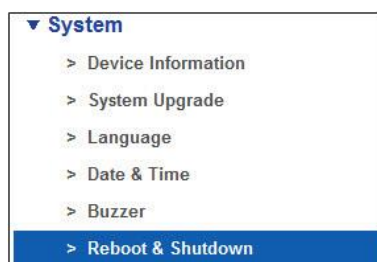 ▼ System
> Device Information
> System Upgrade
> Language
> Date & Time
> Buzzer
> Reboot & Shutdown